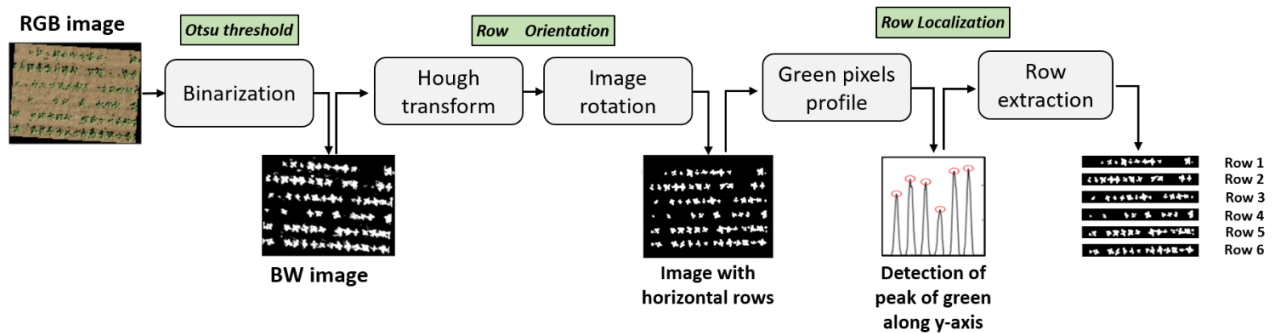 RGB image
Otsu threshold
Binarization
BW image
Row Orientation
Hough
transform
Image
rotation
Image with
horizontal rows
Row Localization
Green pixels
profile
Detection of
peak of green
along y-axis
Row
extraction
Row 1
Row 2
Row 3
Row 4
Row 5
Row 6